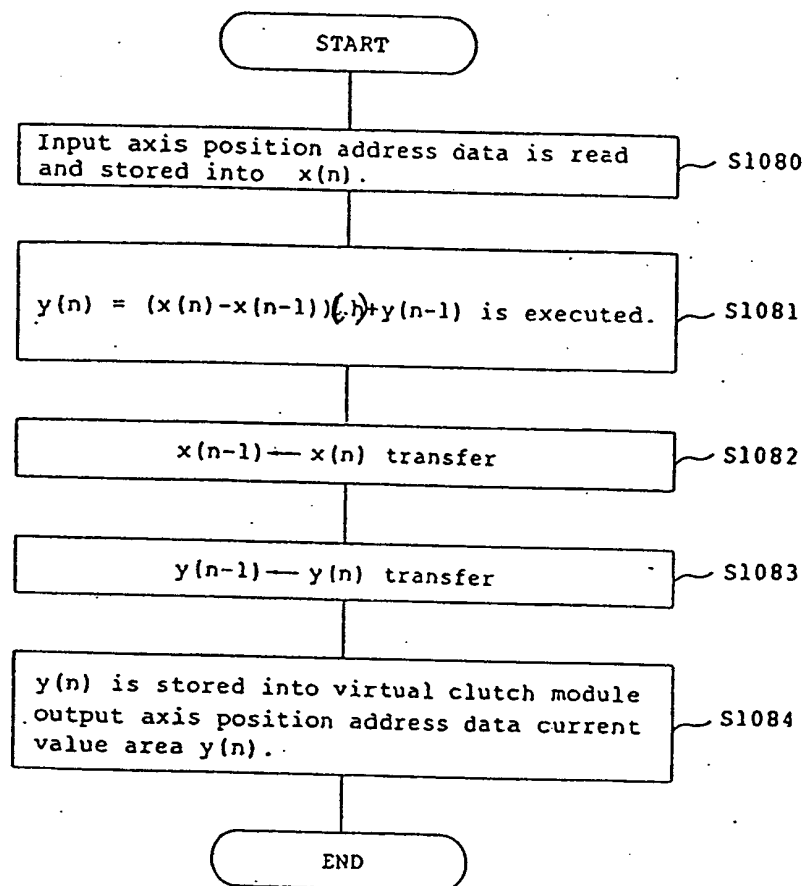 START
Input axis position address data is read
and stored into x(n).
S1080
y(n) = (x(n)-x(n-1))(.h)+y(n-1) is executed.
S1081
x(n-1)← x(n) transfer
S1082
y(n-1)← y(n) transfer
S1083
y(n) is stored into virtual clutch module
output axis position address data current
value area y(n).
S1084
END